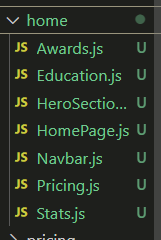 home
JS Awards.js U
JS Education.js U
JS HeroSectio... U
JS HomePage.js U
JS Navbar.js U
JS Pricing.js U
JS Stats.js U
pricing